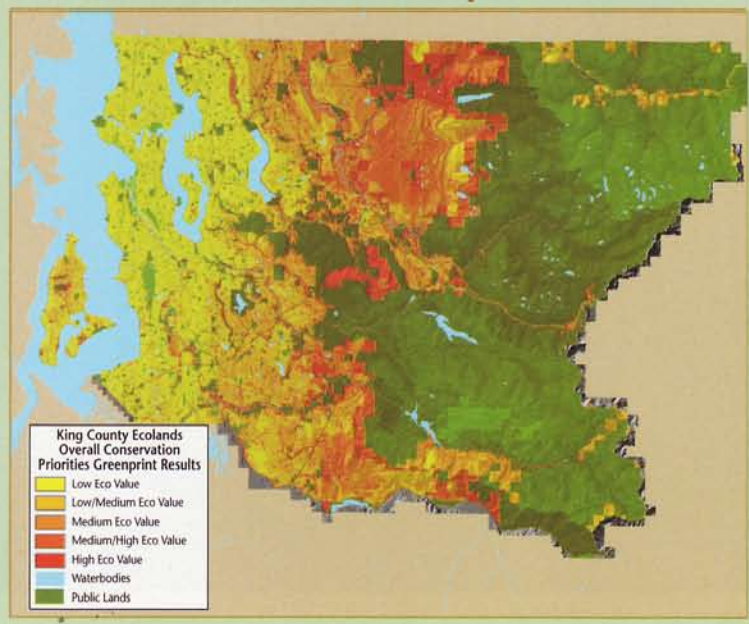 King County Ecolands
Overall Conservation
Priorities Greenprint Results
Low Eco Value
Low/Medium Eco Value
Medium Eco Value
Medium/High Eco Value
High Eco Value
Waterbodies
Public Lands